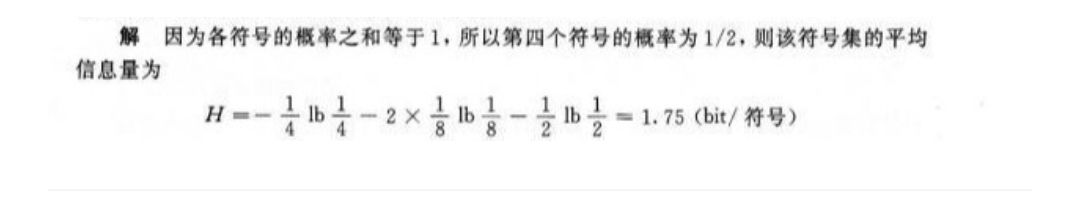 解 因为各符号的概率之和等于1，所以第四个符号的概率为1/2，则该符号集的平均
信息量为
H = - 1/4 lb 1/4 - 2 × 1/8 lb 1/8 - 1/2 lb 1/2 = 1.75 (bit/符号)